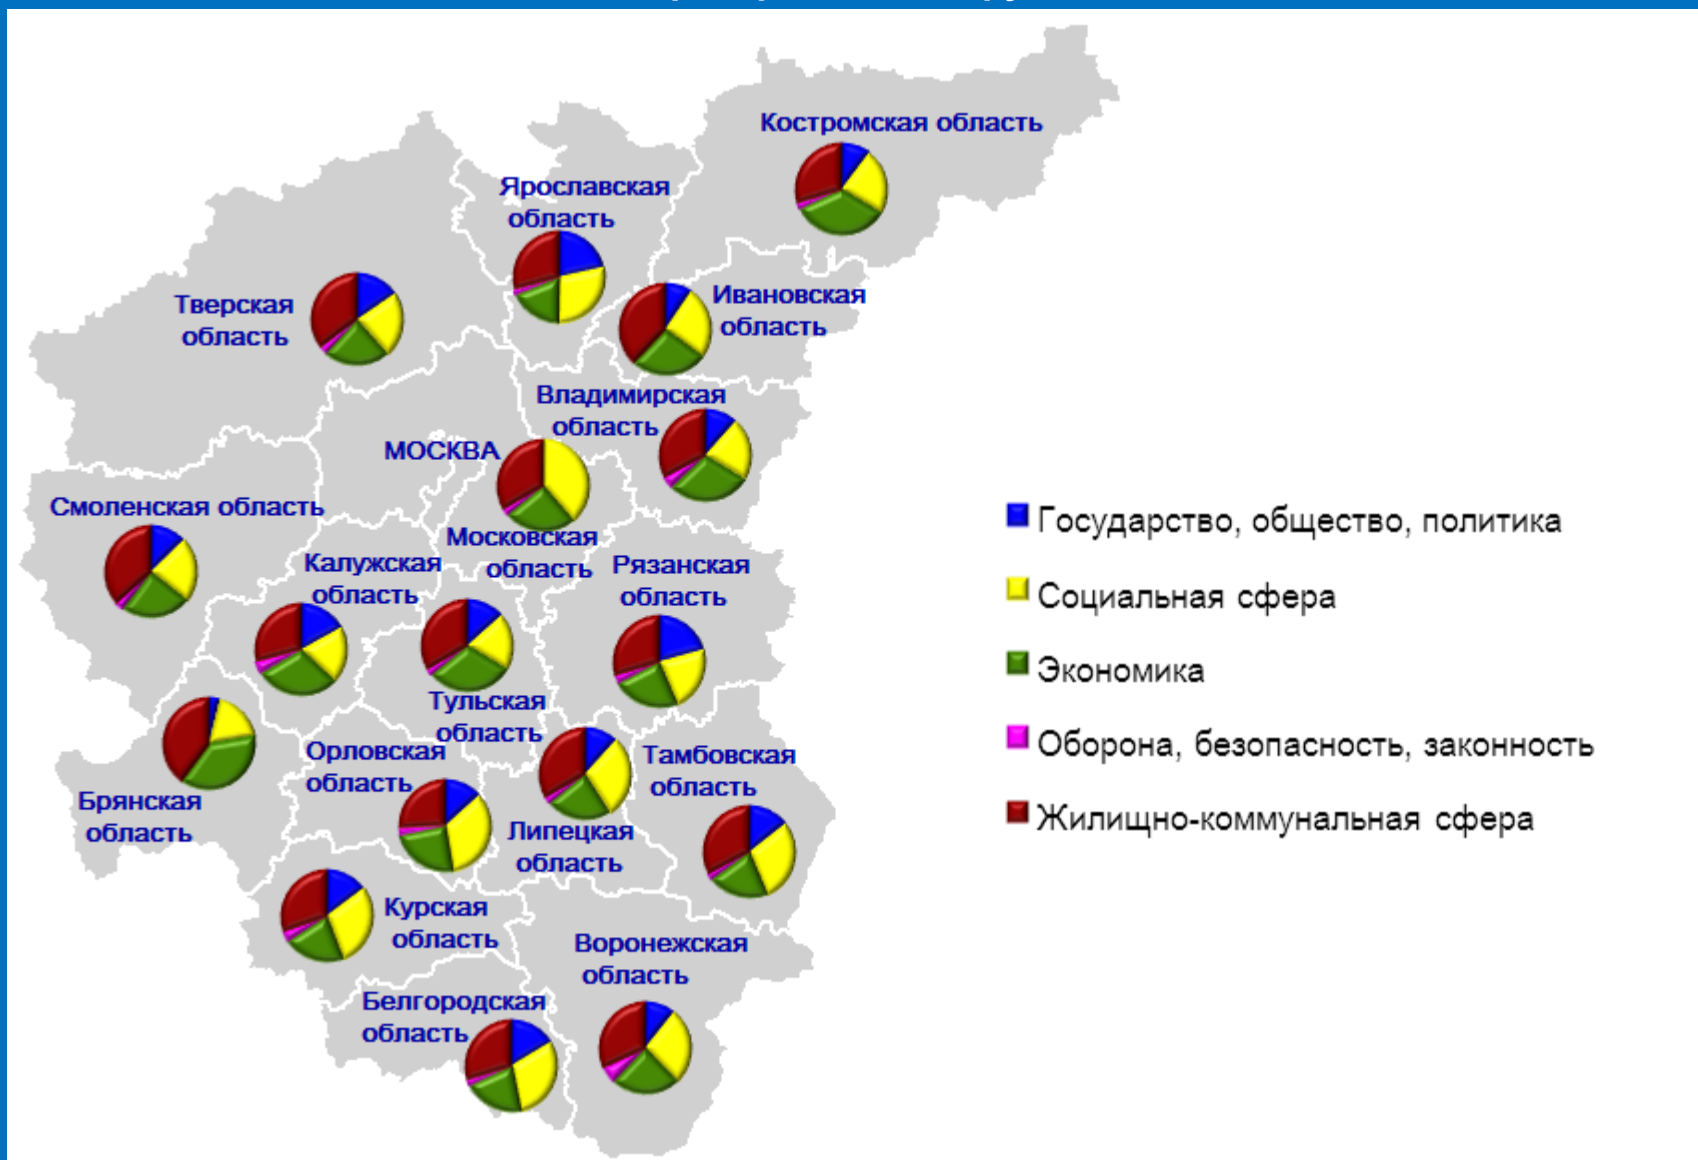 Костромская область
Ярославская
область
Тверская
область
Ивановская
область
Владимирская
область
МОСКВА
Смоленская область
Московская
область
Калужская
область
Рязанская
область
Тульская
область
Орловская
область
Тамбовская
область
Брянская
область
Липецкая
область
Курская
область
Воронежская
область
Белгородская
область
Государство, общество, политика
Социальная сфера
Экономика
Оборона, безопасность, законность
Жилищно-коммунальная сфера